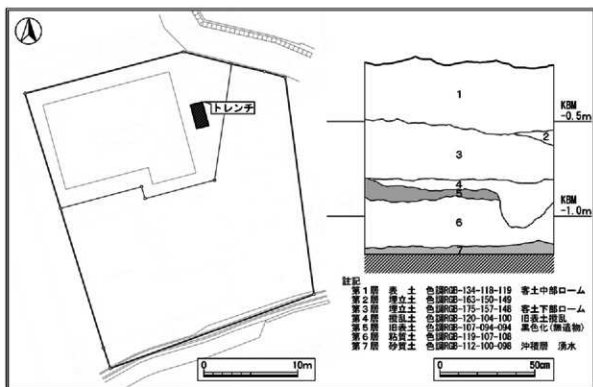 トレンチ
1
KBM
-0.5m
2
3
4
5
KBM
-1.0m
6
7
註記
第1層 表土 色調RGB-134-118-119 客土中部ローム
第2層 埋立土 色調RGB-163-150-149
第3層 埋立土 色調RGB-175-157-148 客土下部ローム
第4層 攪乱土 色調RGB-120-104-100 旧表土攪乱
第5層 旧表土 色調RGB-107-094-094 黒色化(無遺物)
第6層 粘質土 色調RGB-119-107-108
第7層 砂質土 色調RGB-112-100-098 沖積層 湧水
0 10m
0 50cm